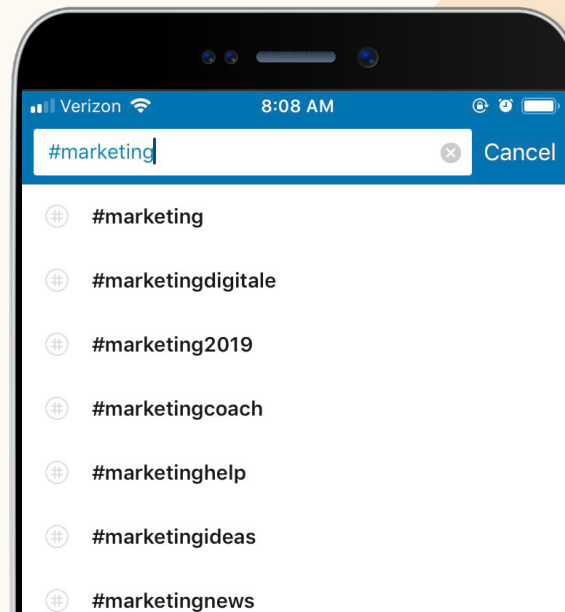 Verizon 8:08 AM
#marketing Cancel
#marketing
#marketingdigitale
#marketing2019
#marketingcoach
#marketinghelp
#marketingideas
#marketingnews